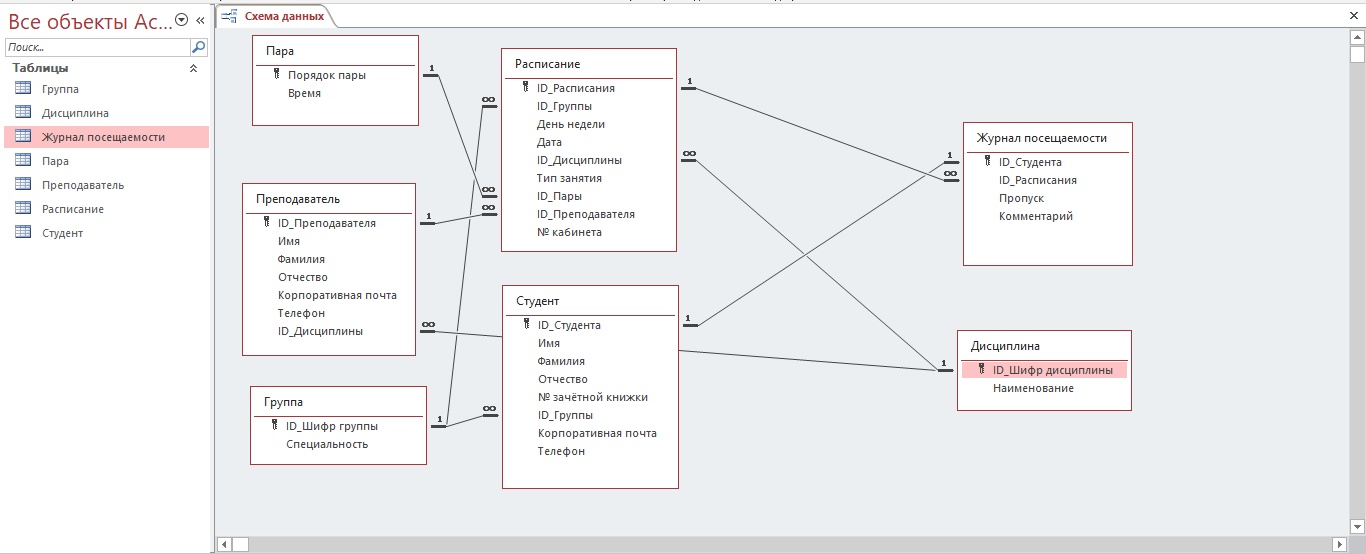 Все объекты Ac...
Поиск...
Таблицы
Группа
Дисциплина
Журнал посещаемости
Пара
Преподаватель
Расписание
Студент
Схема данных
Пара
Порядок пары
Время
1
Преподаватель
ID_Преподавателя
Имя
Фамилия
Отчество
Корпоративная почта
Телефон
ID_Дисциплины
1
∞
Группа
ID_Шифр группы
Специальность
1
Расписание
ID_Расписания
ID_Группы
День недели
Дата
ID_Дисциплины
Тип занятия
ID_Пары
ID_Преподавателя
№ кабинета
∞
∞
∞
1
∞
Студент
ID_Студента
Имя
Фамилия
Отчество
№ зачётной книжки
ID_Группы
Корпоративная почта
Телефон
∞
1
Журнал посещаемости
ID_Студента
ID_Расписания
Пропуск
Комментарий
1
∞
Дисциплина
ID_Шифр дисциплины
Наименование
1